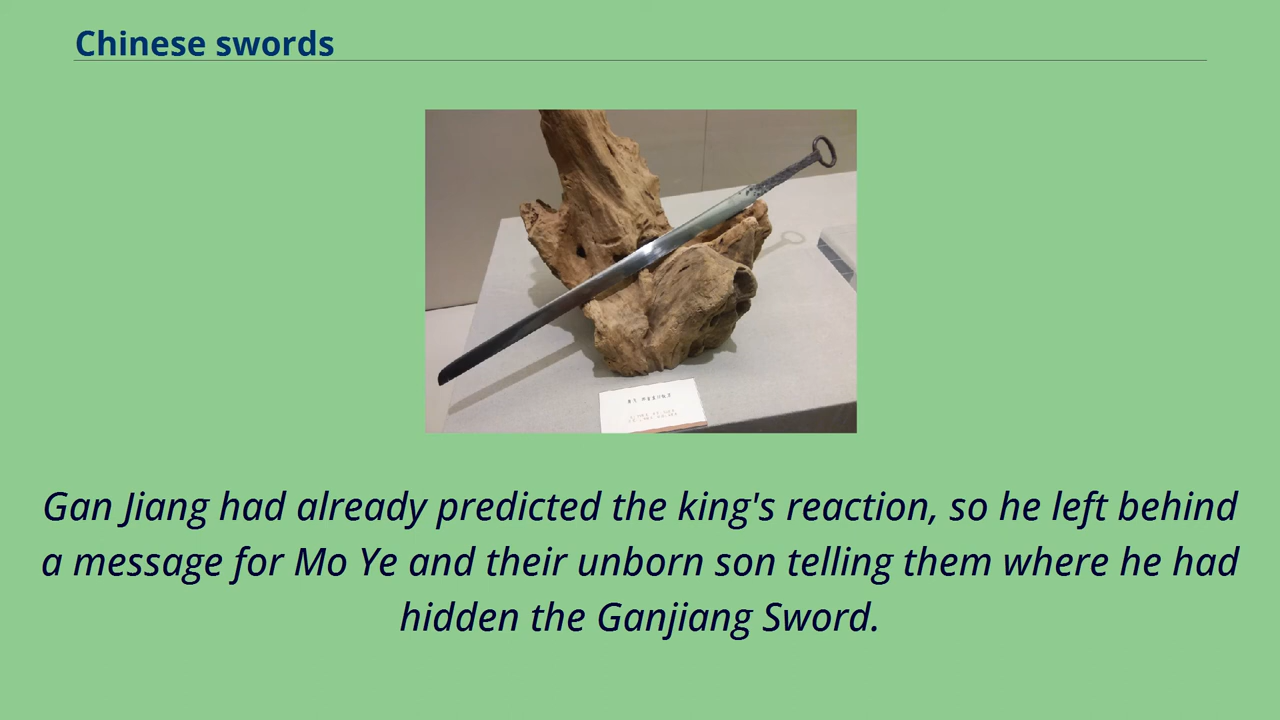 Chinese swords
Gan Jiang had already predicted the king's reaction, so he left behind
a message for Mo Ye and their unborn son telling them where he had
hidden the Ganjiang Sword.